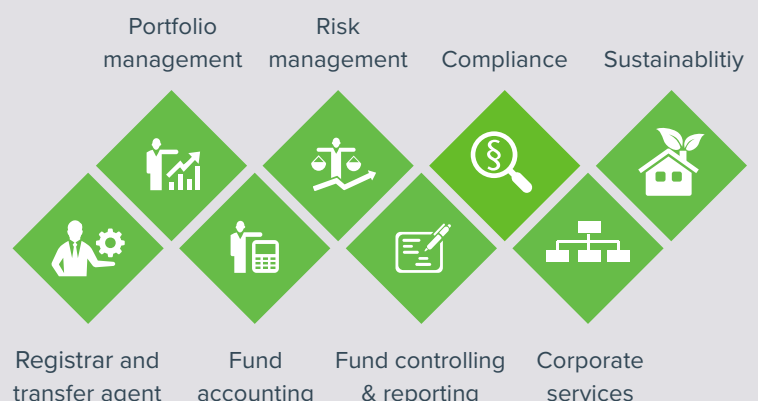 Portfolio
management
Risk
management
Compliance
Sustainablitiy
§
Registrar and
transfer agent
Fund
accounting
Fund controlling
& reporting
Corporate
services